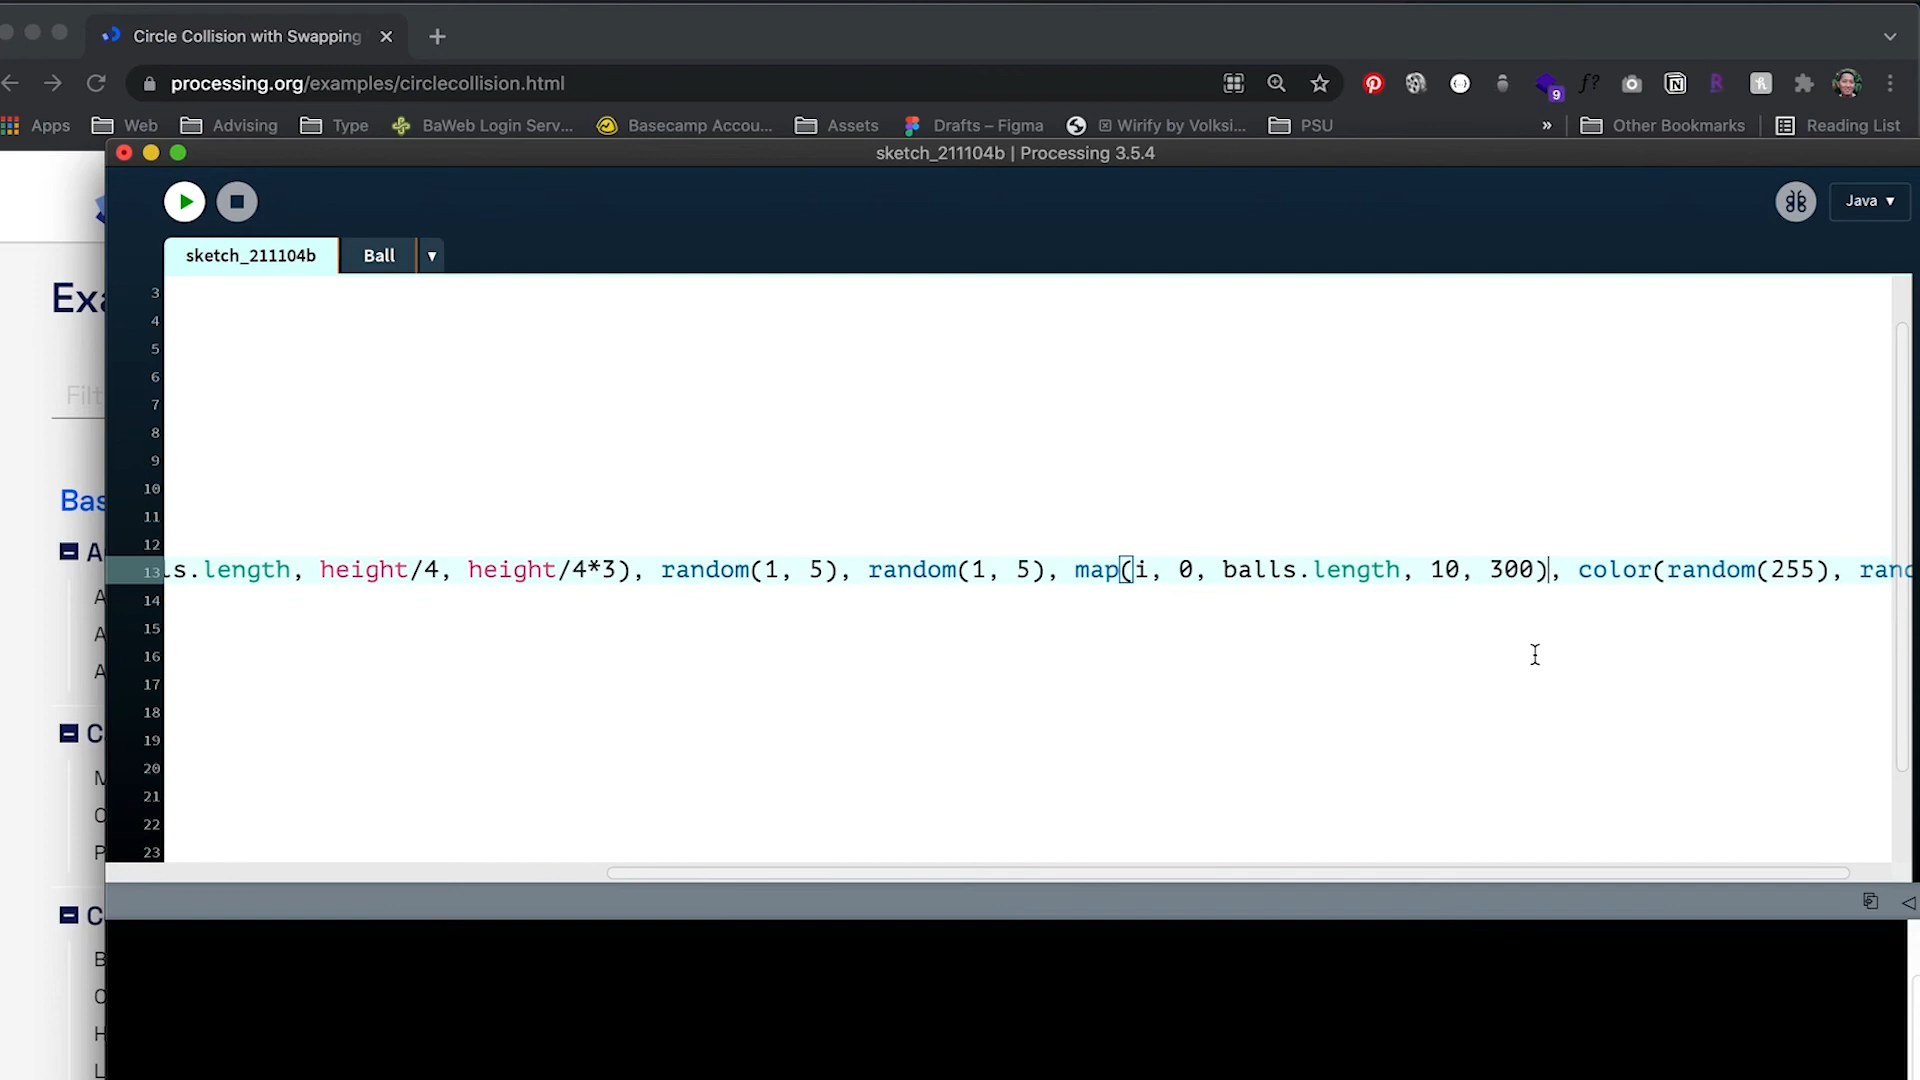 Circle Collision with Swapping
processing.org/examples/circlecollision.html
9
f?
Apps
Web
Advising
Type
BaWeb Login Serv...
Basecamp Accou...
Assets
Drafts – Figma
Wirify by Volksi...
PSU
»
Other Bookmarks
Reading List
sketch_211104b | Processing 3.5.4
Java ▼
sketch_211104b
Ball
▼
Exa
Filt
Bas
A
A
A
A
C
M
C
P
C
B
C
H
L
3
4
5
6
7
8
9
10
11
12
13 ls.length, height/4, height/4*3), random(1, 5), random(1, 5), map(i, 0, balls.length, 10, 300), color(random(255), rand
14
15
16
17
18
19
20
21
22
23